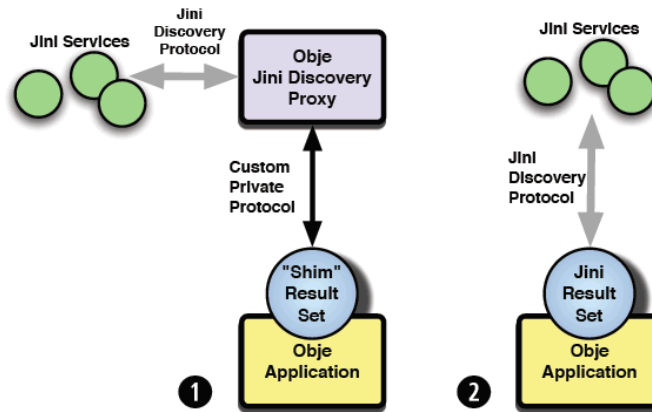 Jini Services
Jini
Discovery
Protocol
Obje
Jini Discovery
Proxy
Custom
Private
Protocol
"Shim"
Result
Set
Obje
Application
1
Jini Services
Jini
Discovery
Protocol
Jini
Result
Set
Obje
Application
2